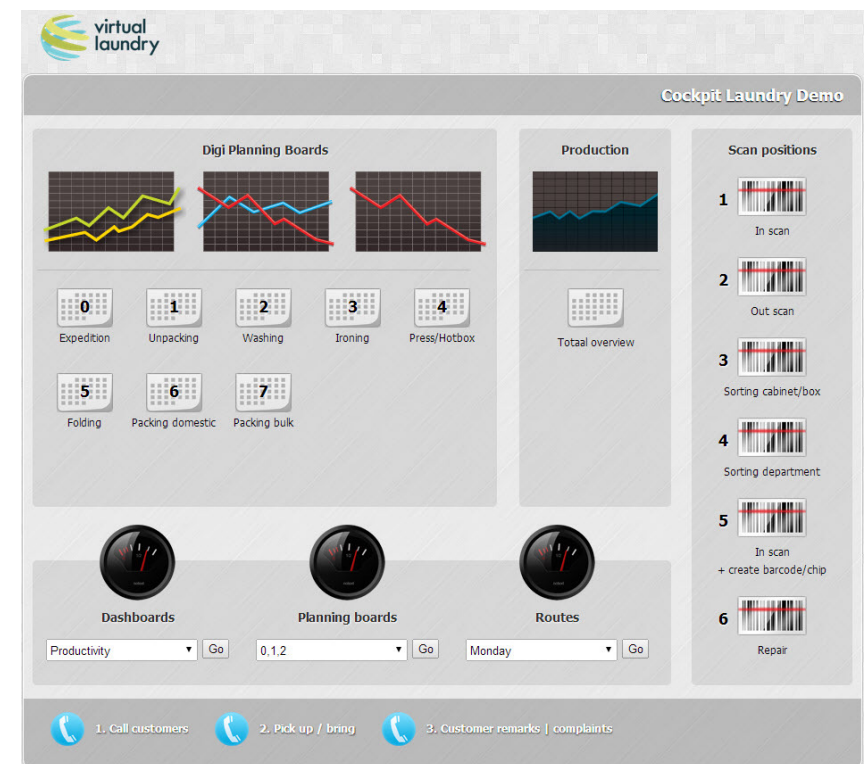 virtual
laundry
Cockpit Laundry Demo
Digi Planning Boards
0
1
2
3
4
Expedition
Unpacking
Washing
Ironing
Press/Hotbox
5
6
7
Folding
Packing domestic
Packing bulk
Production
Totaal overview
Scan positions
1
In scan
2
Out scan
3
Sorting cabinet/box
4
Sorting department
5
In scan
+ create barcode/chip
6
Repair
Dashboards
Productivity
Go
Planning boards
0,1,2
Go
Routes
Monday
Go
1. Call customers
2. Pick up / bring
3. Customer remarks | complaints